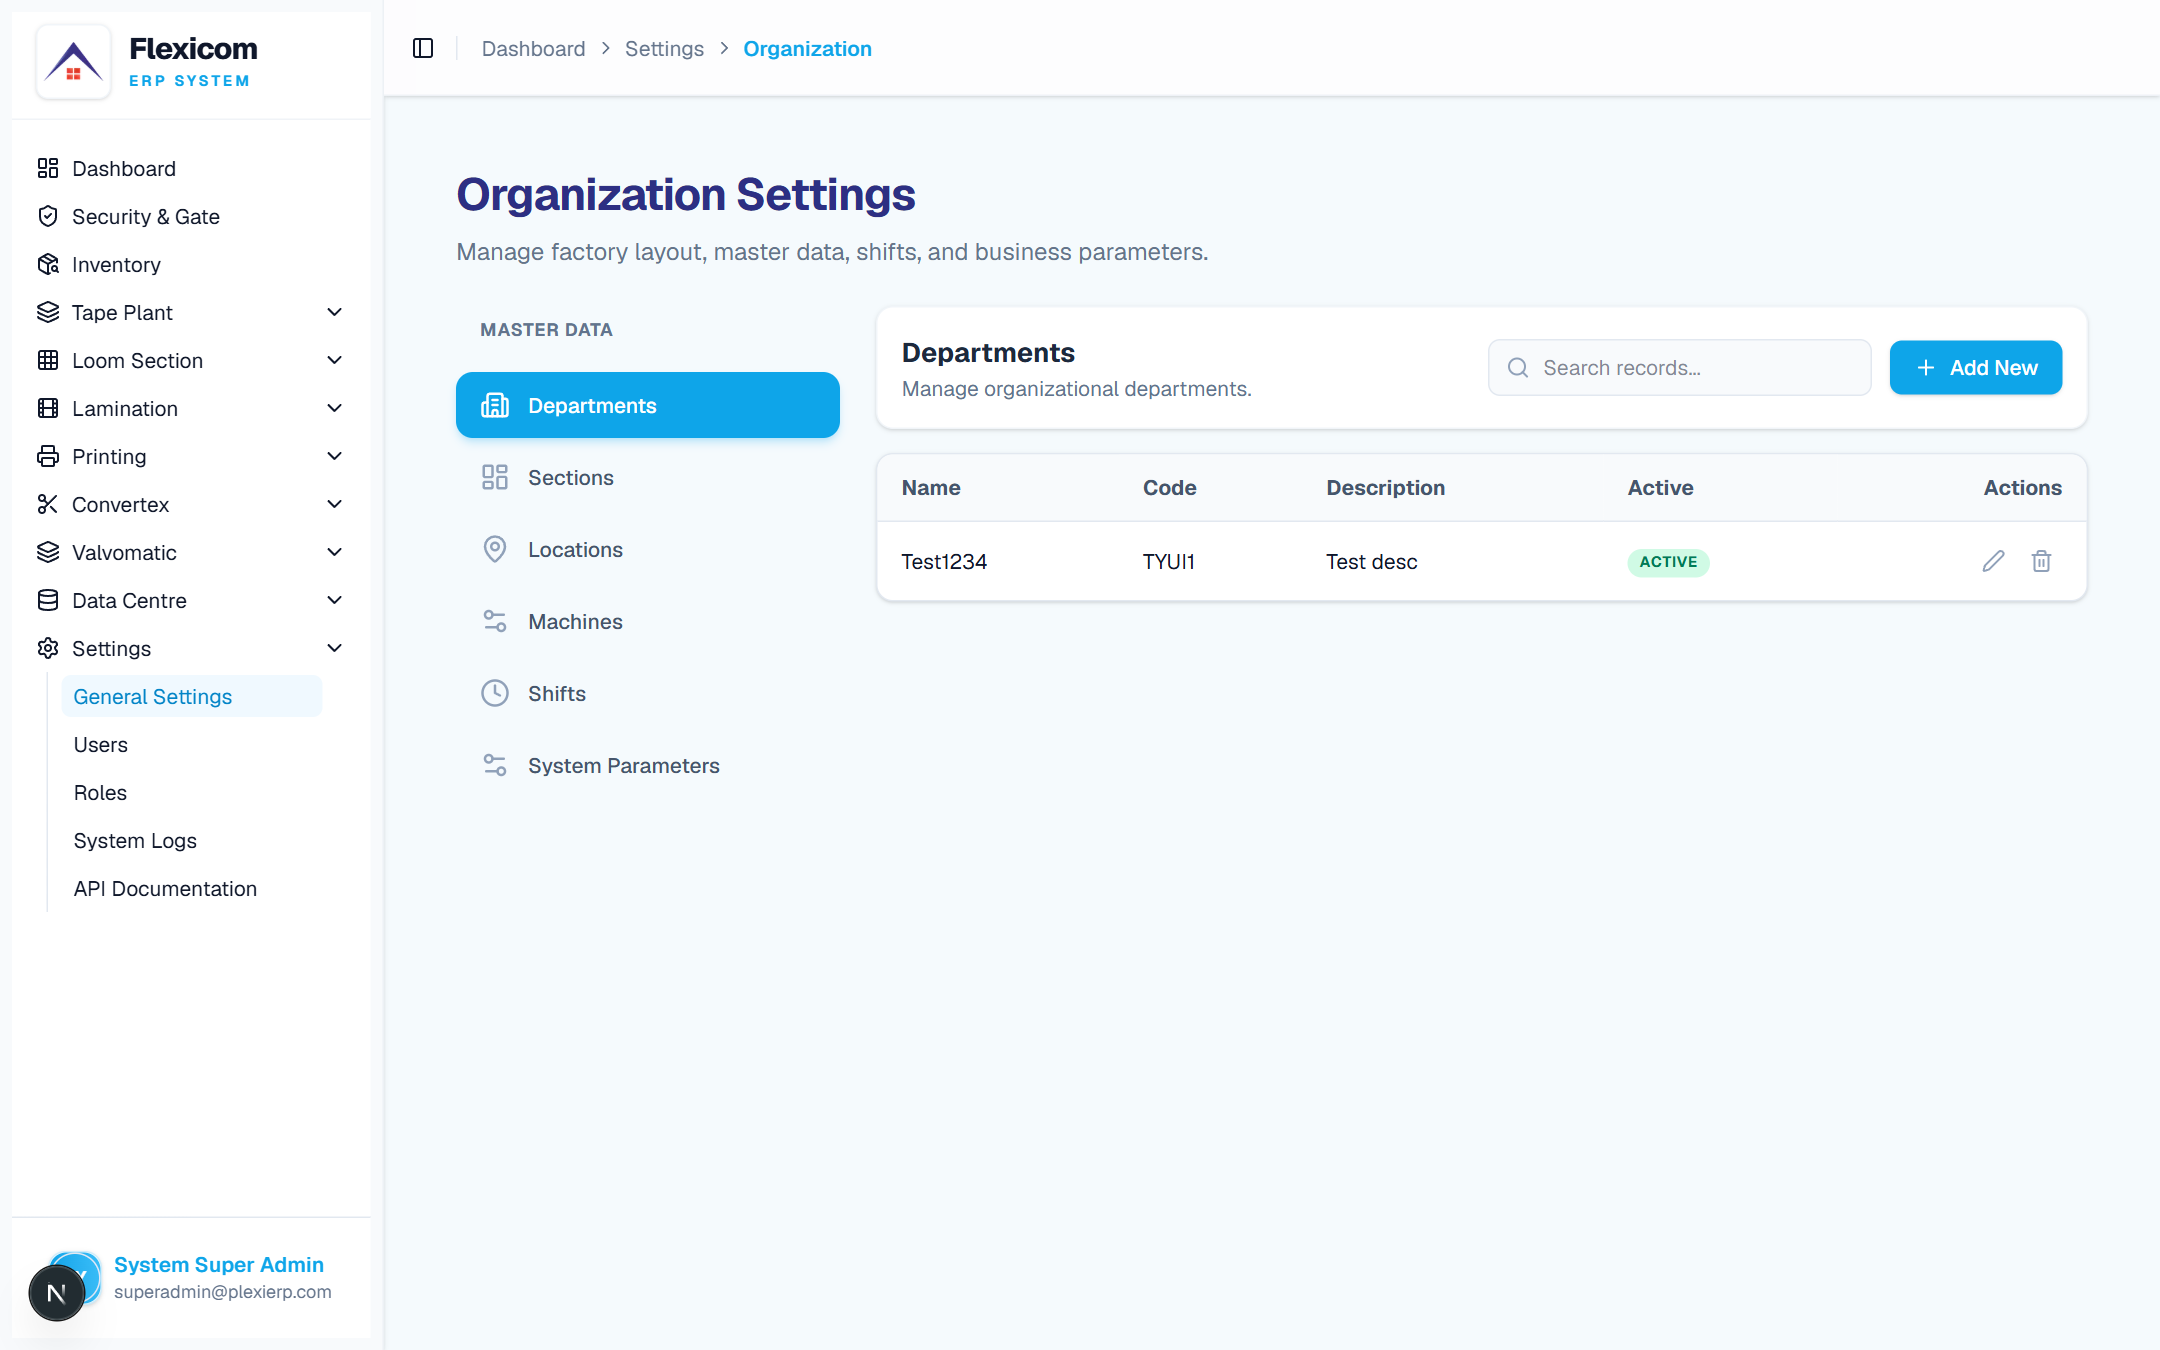 Flexicom
ERP SYSTEM
Dashboard
Security & Gate
Inventory
Tape Plant
Loom Section
Lamination
Printing
Convertex
Valvomatic
Data Centre
Settings
General Settings
Users
Roles
System Logs
API Documentation
System Super Admin
superadmin@plexierp.com
N
Dashboard > Settings > Organization
Organization Settings
Manage factory layout, master data, shifts, and business parameters.
MASTER DATA
Departments
Sections
Locations
Machines
Shifts
System Parameters
Departments
Manage organizational departments.
Search records...
+ Add New
Name Code Description Active Actions
Test1234 TYUI1 Test desc ACTIVE